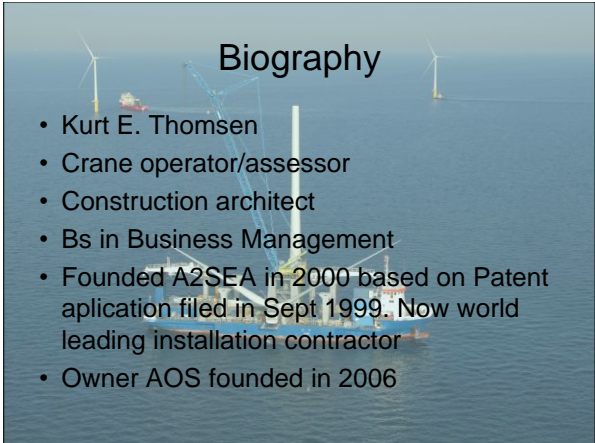 Biography
• Kurt E. Thomsen
• Crane operator/assessor
• Construction architect
• Bs in Business Management
• Founded A2SEA in 2000 based on Patent
aplication filed in Sept 1999. Now world
leading installation contractor
• Owner AOS founded in 2006